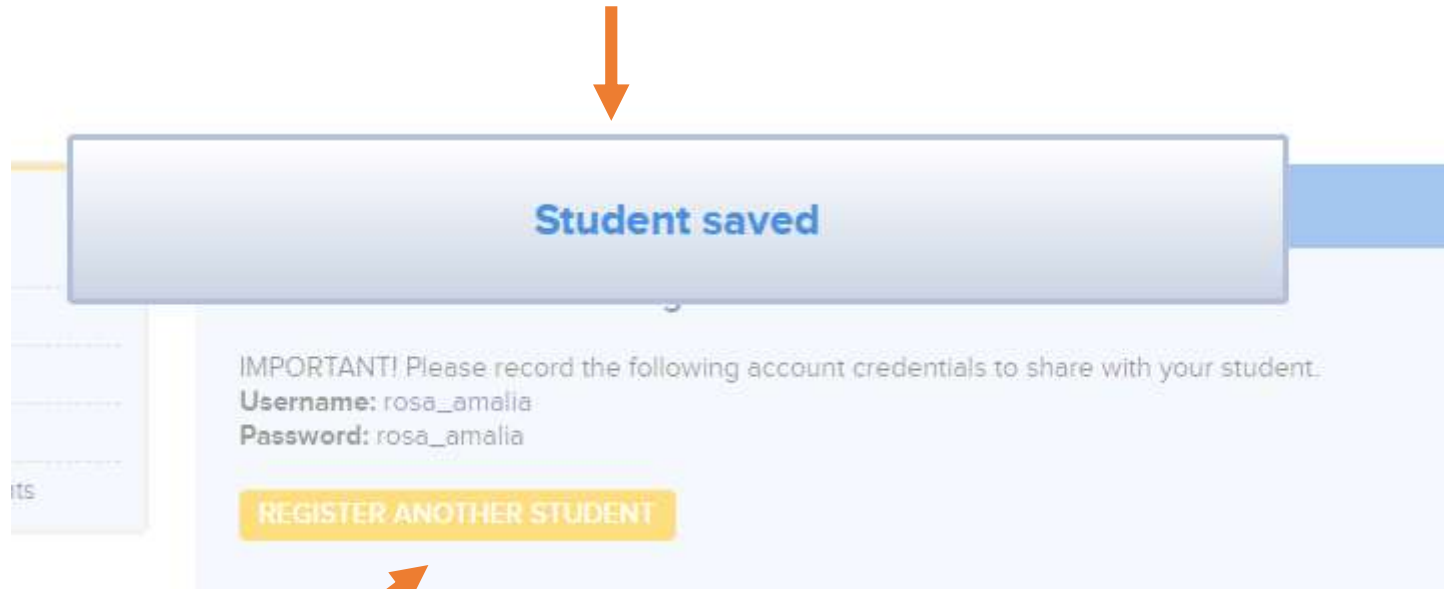 Student saved
IMPORTANT! Please record the following account credentials to share with your student.
Username: rosa_amalia
Password: rosa_amalia
REGISTER ANOTHER STUDENT